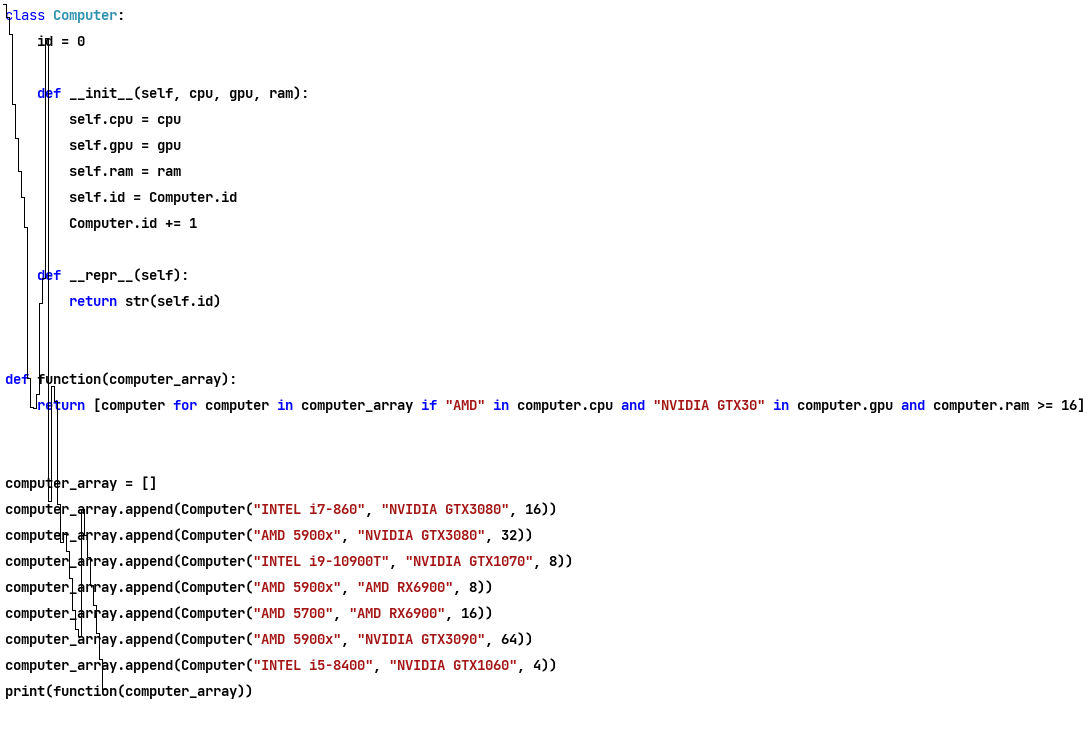 class Computer:
    id = 0
    def __init__(self, cpu, gpu, ram):
        self.cpu = cpu
        self.gpu = gpu
        self.ram = ram
        self.id = Computer.id
        Computer.id += 1
    def __repr__(self):
        return str(self.id)
def function(computer_array):
    return [computer for computer in computer_array if "AMD" in computer.cpu and "NVIDIA GTX30" in computer.gpu and computer.ram >= 16]
computer_array = []
computer_array.append(Computer("INTEL i7-860", "NVIDIA GTX3080", 16))
computer_array.append(Computer("AMD 5900x", "NVIDIA GTX3080", 32))
computer_array.append(Computer("INTEL i9-10900T", "NVIDIA GTX1070", 8))
computer_array.append(Computer("AMD 5900x", "AMD RX6900", 8))
computer_array.append(Computer("AMD 5700", "AMD RX6900", 16))
computer_array.append(Computer("AMD 5900x", "NVIDIA GTX3090", 64))
computer_array.append(Computer("INTEL i5-8400", "NVIDIA GTX1060", 4))
print(function(computer_array))